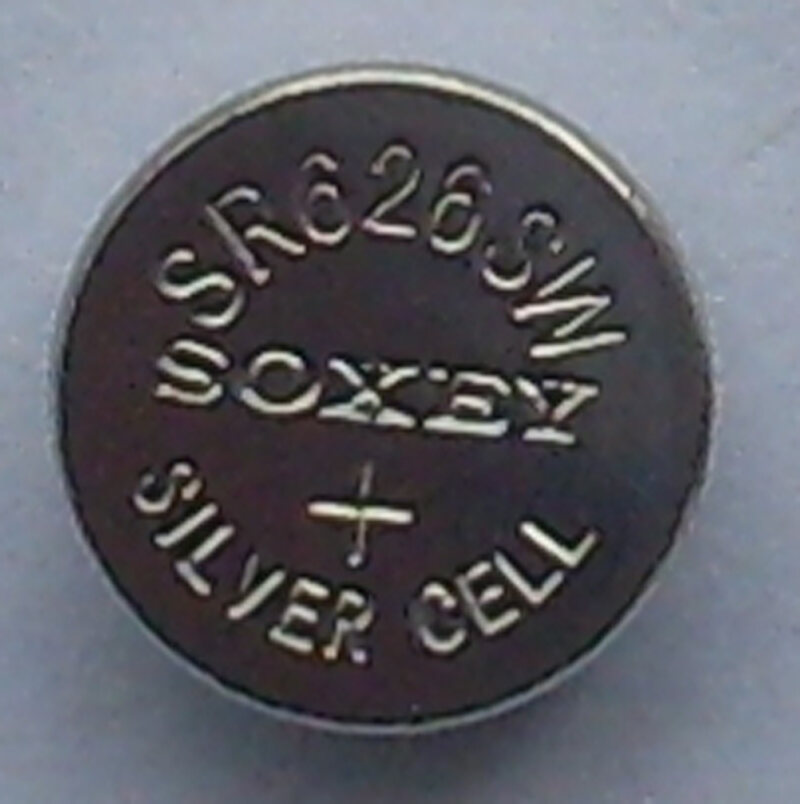 SR626SW
SOXEY
+
SILVER CELL